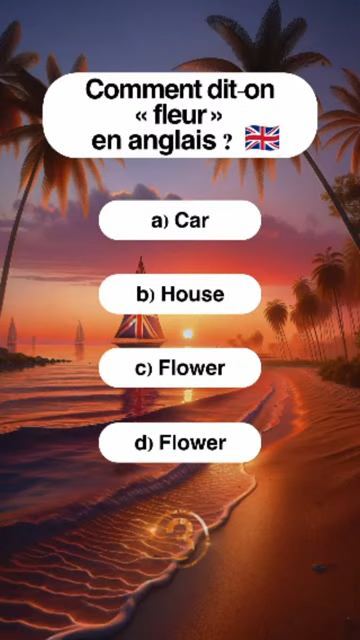 Comment dit-on
« fleur »
en anglais ?
a) Car
b) House
c) Flower
d) Flower